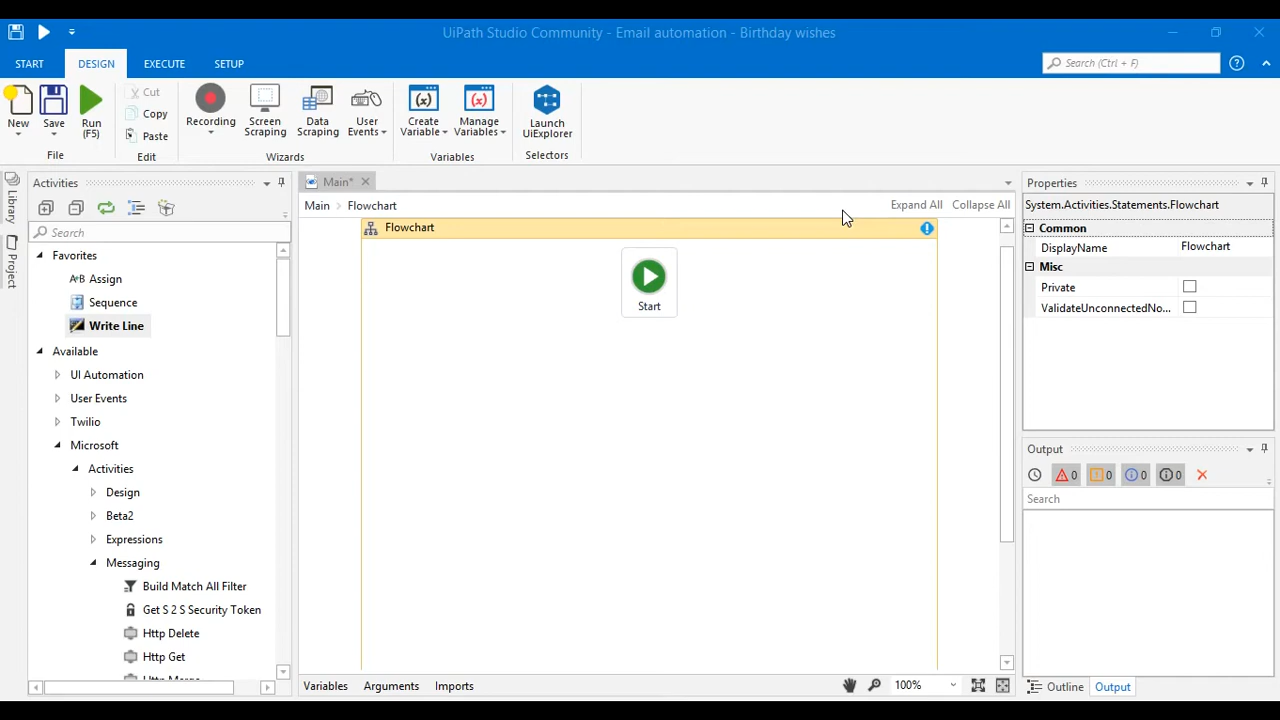 UiPath Studio Community - Email automation - Birthday wishes
START DESIGN EXECUTE SETUP
Search (Ctrl + F)
New
Save
Run
(F5)
Cut
Copy
Paste
Recording
Screen
Scraping
Data
Scraping
User
Events
Create
Variable
Manage
Variables
Launch
UiExplorer
File Edit Wizards Variables Selectors
Library
Project
Activities
Search
Favorites
A+B Assign
Sequence
Write Line
Available
UI Automation
User Events
Twilio
Microsoft
Activities
Design
Beta2
Expressions
Messaging
Build Match All Filter
Get S 2 S Security Token
Http Delete
Http Get
Http Merge
Main*
Main > Flowchart
Expand All Collapse All
Flowchart
Start
Variables Arguments Imports
100%
Properties
System.Activities.Statements.Flowchart
Common
DisplayName Flowchart
Misc
Private
ValidateUnconnectedNo...
Output
0 0 0 0
Search
Outline Output